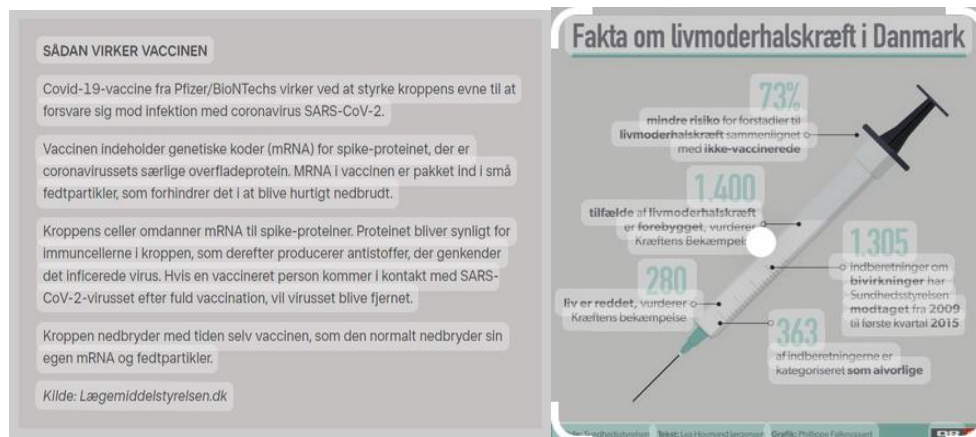 SÅDAN VIRKER VACCINEN
Covid-19-vaccine fra Pfizer/BioNTechs virker ved at styrke kroppens evne til at
forsvare sig mod infektion med coronavirus SARS-CoV-2.
Vaccinen indeholder genetiske koder (mRNA) for spike-proteinet, der er
coronavirussets særlige overfladeprotein. MRNA i vaccinen er pakket ind i små
fedtpartikler, som forhindrer det i at blive hurtigt nedbrudt.
Kroppens celler omdanner mRNA til spike-proteiner. Proteinet bliver synligt for
immuncellerne i kroppen, som derefter producerer antistoffer, der genkender
det inficerede virus. Hvis en vaccineret person kommer i kontakt med SARS-
CoV-2-virusset efter fuld vaccination, vil virusset blive fjernet.
Kroppen nedbryder med tiden selv vaccinen, som den normalt nedbryder sin
egen mRNA og fedtpartikler.
Kilde: Lægemiddelstyrelsen.dk
Fakta om livmoderhalskræft i Danmark
73%
mindre risiko for forstadier til
livmoderhalskræft sammenlignet
med ikke-vaccinerede
1.400
tilfælde af livmoderhalskræft
er forebygget, vurderer
Kræftens
280
liv er reddet, vurderer
Kræftens bekæmpelse
1.305
indberetninger om
bivirkninger har
Sundhedsstyrelsen
modtaget fra 2009
til første kvartal 2015
363
af indberetningerne er
kategoriseret som alvorlige
Sundhedsstyrelsen Tekst: Grafik: